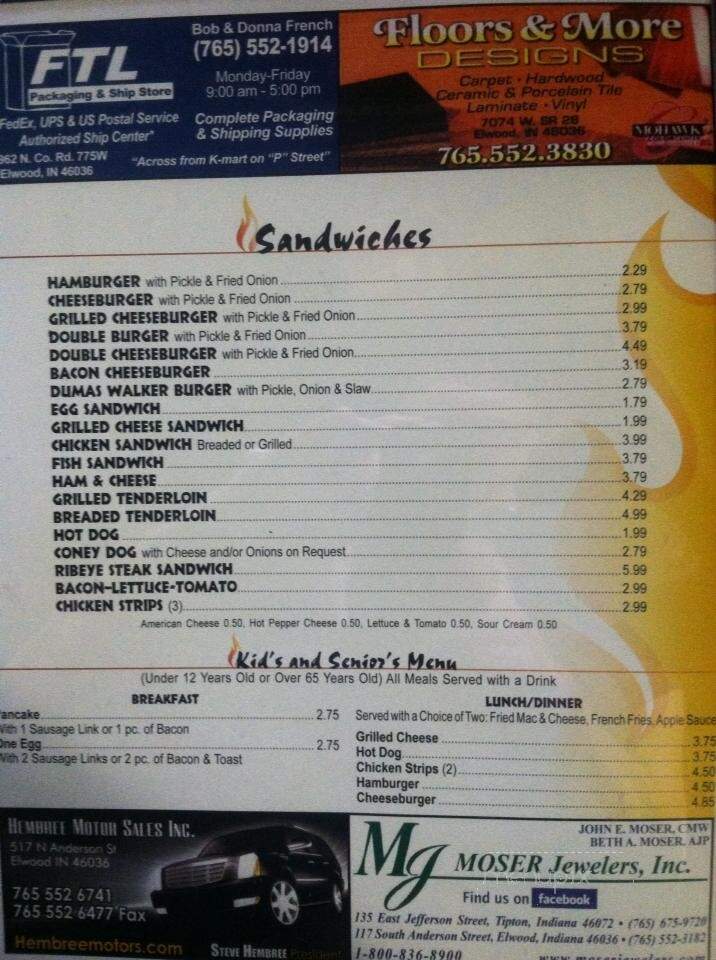 FTL
Packaging & Ship Store
FedEx, UPS & US Postal Service
Authorized Ship Center"
962 N. Co. Rd. 775W
Elwood, IN 46036
Bob & Donna French
(765) 552-1914
Monday-Friday
9:00 am - 5:00 pm
Complete Packaging
& Shipping Supplies
"Across from K-mart on "P" Street"
Floors & More
DESIGNS
Carpet · Hardwood
Ceramic & Porcelain Tile
Laminate · Vinyl
7074 W. SR 28
Elwood, IN 46036
765.552.3830
MOHAWK
Sandwiches
HAMBURGER with Pickle & Fried Onion 2.29
CHEESEBURGER with Pickle & Fried Onion 2.79
GRILLED CHEESEBURGER with Pickle & Fried Onion 2.99
DOUBLE BURGER with Pickle & Fried Onion 3.79
DOUBLE CHEESEBURGER with Pickle & Fried Onion 4.49
BACON CHEESEBURGER 3.19
DUMAS WALKER BURGER with Pickle, Onion & Slaw 2.79
EGG SANDWICH 1.79
GRILLED CHEESE SANDWICH 1.99
CHICKEN SANDWICH Breaded or Grilled 3.99
FISH SANDWICH 3.79
HAM & CHEESE 3.79
GRILLED TENDERLOIN 4.29
BREADED TENDERLOIN 4.99
HOT DOG 1.99
CONEY DOG with Cheese and/or Onions on Request 2.79
RIBEYE STEAK SANDWICH 5.99
BACON-LETTUCE-TOMATO 2.99
CHICKEN STRIPS (3) 2.99
American Cheese 0.50, Hot Pepper Cheese 0.50, Lettuce & Tomato 0.50, Sour Cream 0.50
Kid's and Senior's Menu
(Under 12 Years Old or Over 65 Years Old) All Meals Served with a Drink
BREAKFAST
Pancake 2.75
With 1 Sausage Link or 1 pc. of Bacon
One Egg 2.75
With 2 Sausage Links or 2 pc. of Bacon & Toast
LUNCH/DINNER
Served with a Choice of Two: Fried Mac & Cheese, French Fries, Apple Sauce
Grilled Cheese 3.75
Hot Dog 3.75
Chicken Strips (2) 4.50
Hamburger 4.50
Cheeseburger 4.85
HEMBREE MOTOR SALES INC.
517 N Anderson St
Elwood IN 46036
765 552 6741
765 552 6477 Fax
Hembreemotors.com
STEVE HEMBREE President
JOHN E. MOSER, CMW
BETH A. MOSER, AJP
MJ MOSER Jewelers, Inc.
Find us on facebook
135 East Jefferson Street, Tipton, Indiana 46072 • (765) 675-9720
117 South Anderson Street, Elwood, Indiana 46036 • (765) 552-3182
1-800-836-8900 www.moserjewelers.com